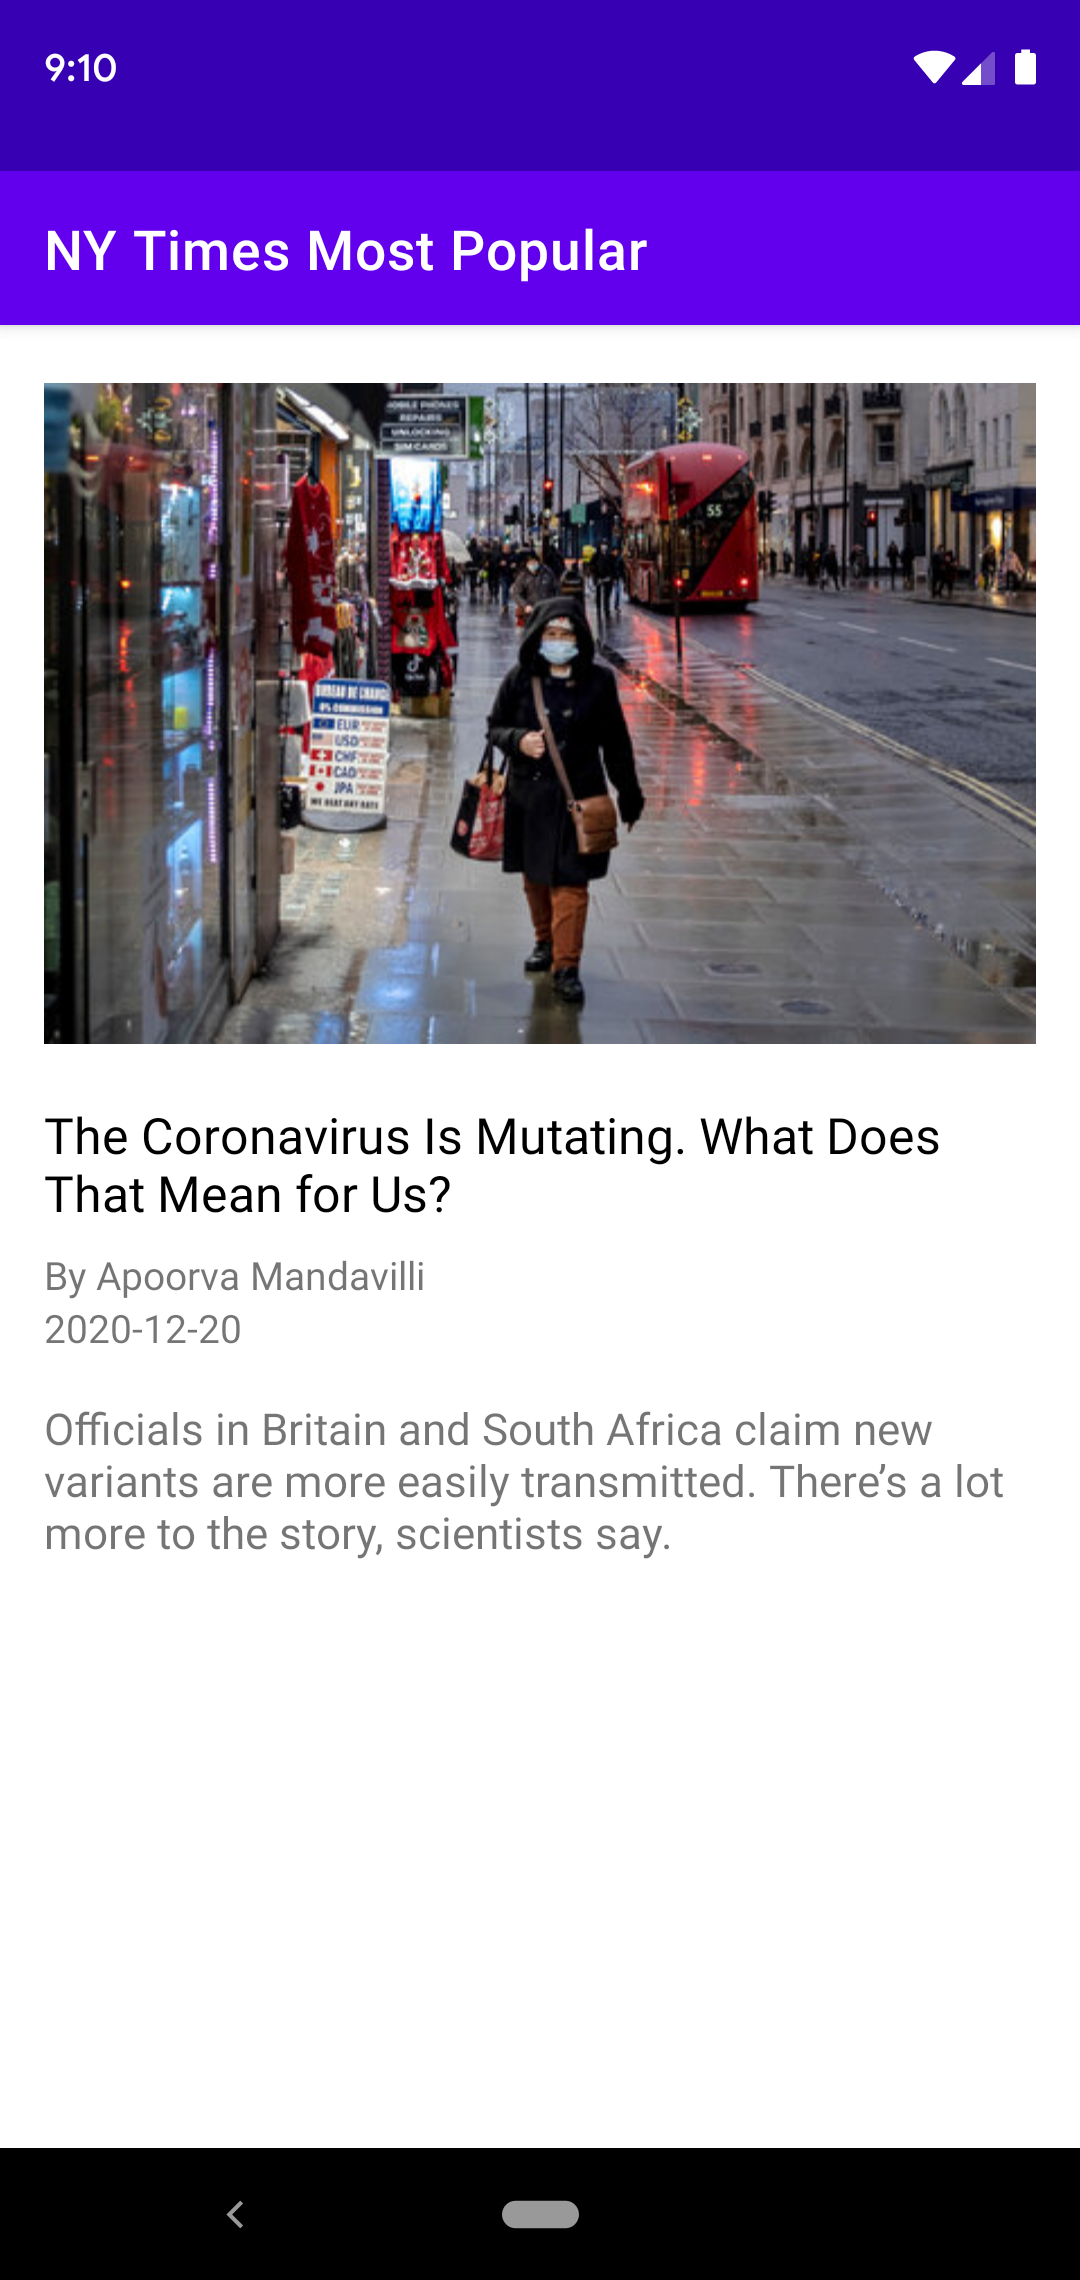 9:10
NY Times Most Popular
MOBILE PHONES
REPAIRS
UNLOCKING
SIM CARDS
55
BUREAU DE CHANGE
0% COMMISSION
EUR
USD
CHF
CAD
JPA
WE BEAT ANY RATE
The Coronavirus Is Mutating. What Does
That Mean for Us?
By Apoorva Mandavilli
2020-12-20
Officials in Britain and South Africa claim new
variants are more easily transmitted. There’s a lot
more to the story, scientists say.